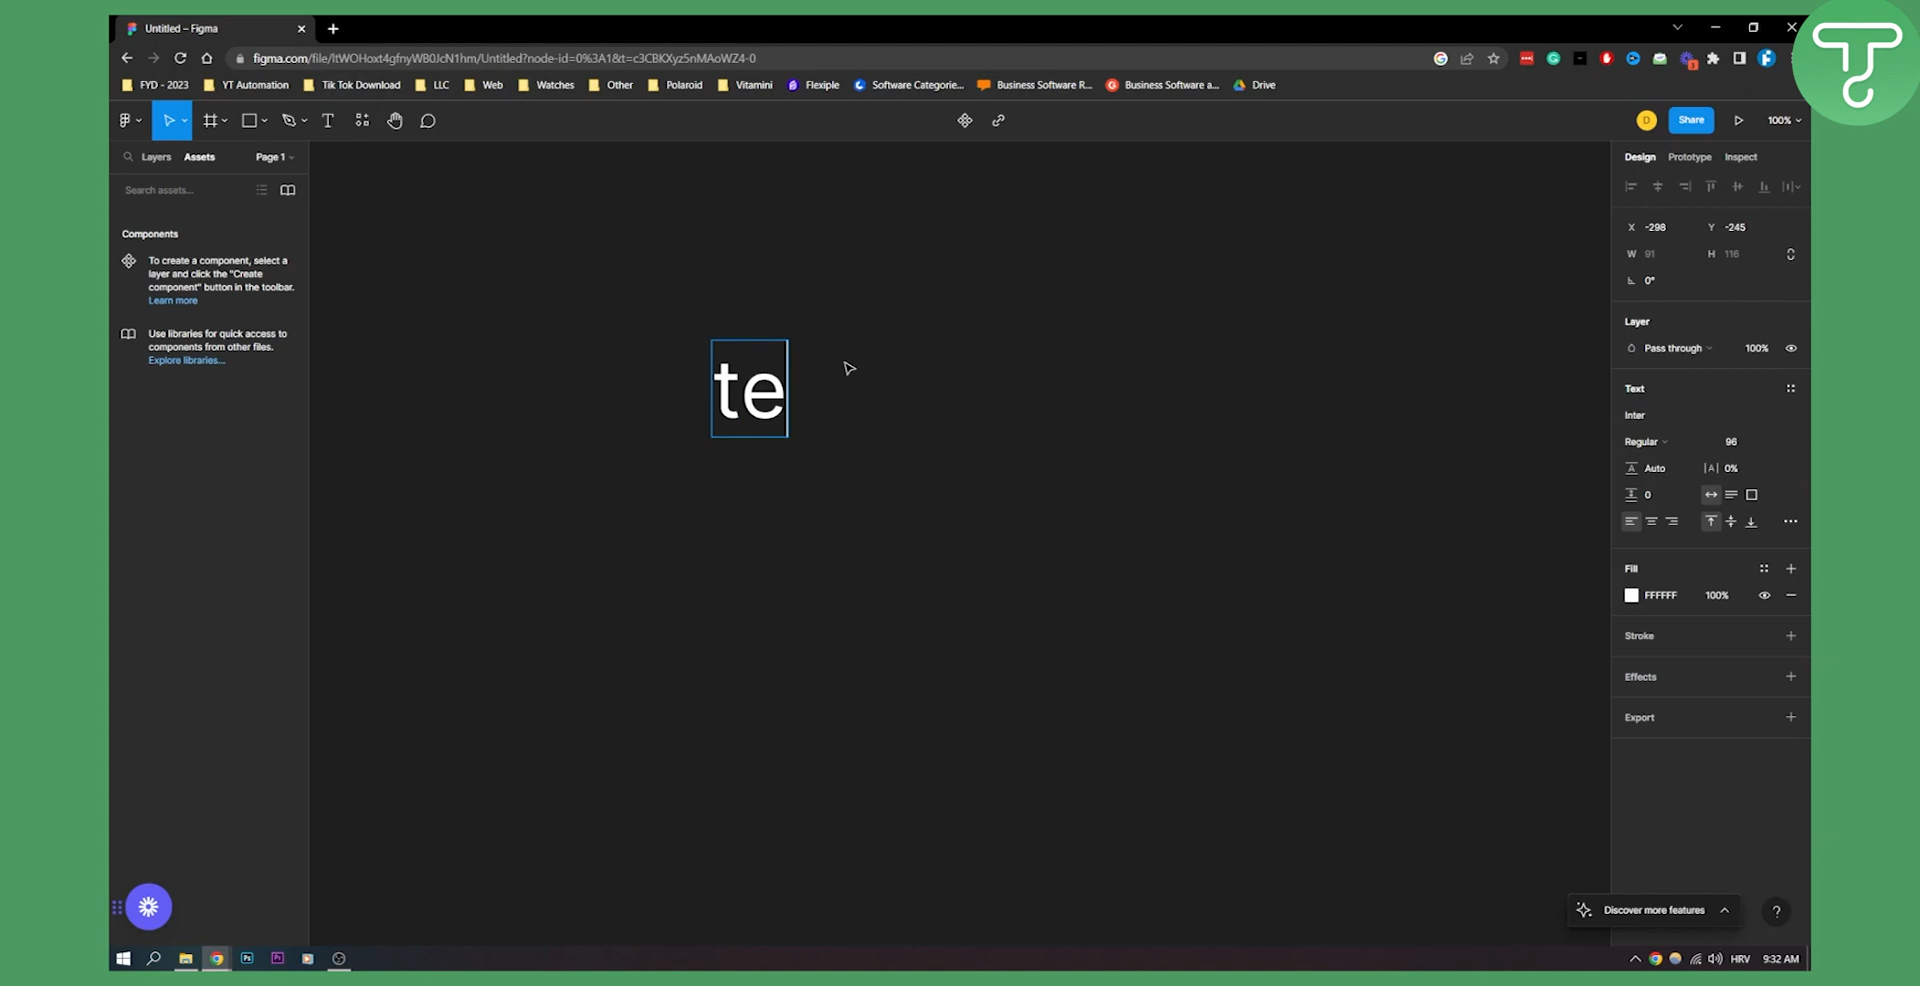 Untitled – Figma
figma.com/file/ltWOHoxt4gfnyWB0JcN1hm/Untitled?node-id=0%3A1&t=c3CBKXyz5nMAoWZ4-0
FYD - 2023 YT Automation Tik Tok Download LLC Web Watches Other Polaroid Vitamini Flexiple Software Categorie... Business Software R... Business Software a... Drive
D Share 100%
Layers Assets Page 1
Design Prototype Inspect
Search assets...
X -298 Y -245
Components
W 91 H 116
To create a component, select a
layer and click the "Create
component" button in the toolbar.
Learn more
0°
Use libraries for quick access to
components from other files.
Explore libraries...
te
Layer
Pass through 100%
Text
Inter
Regular 96
A Auto |A| 0%
0
Fill
FFFFFF 100%
Stroke
Effects
Export
Discover more features
?
Ps Pr
HRV 9:32 AM